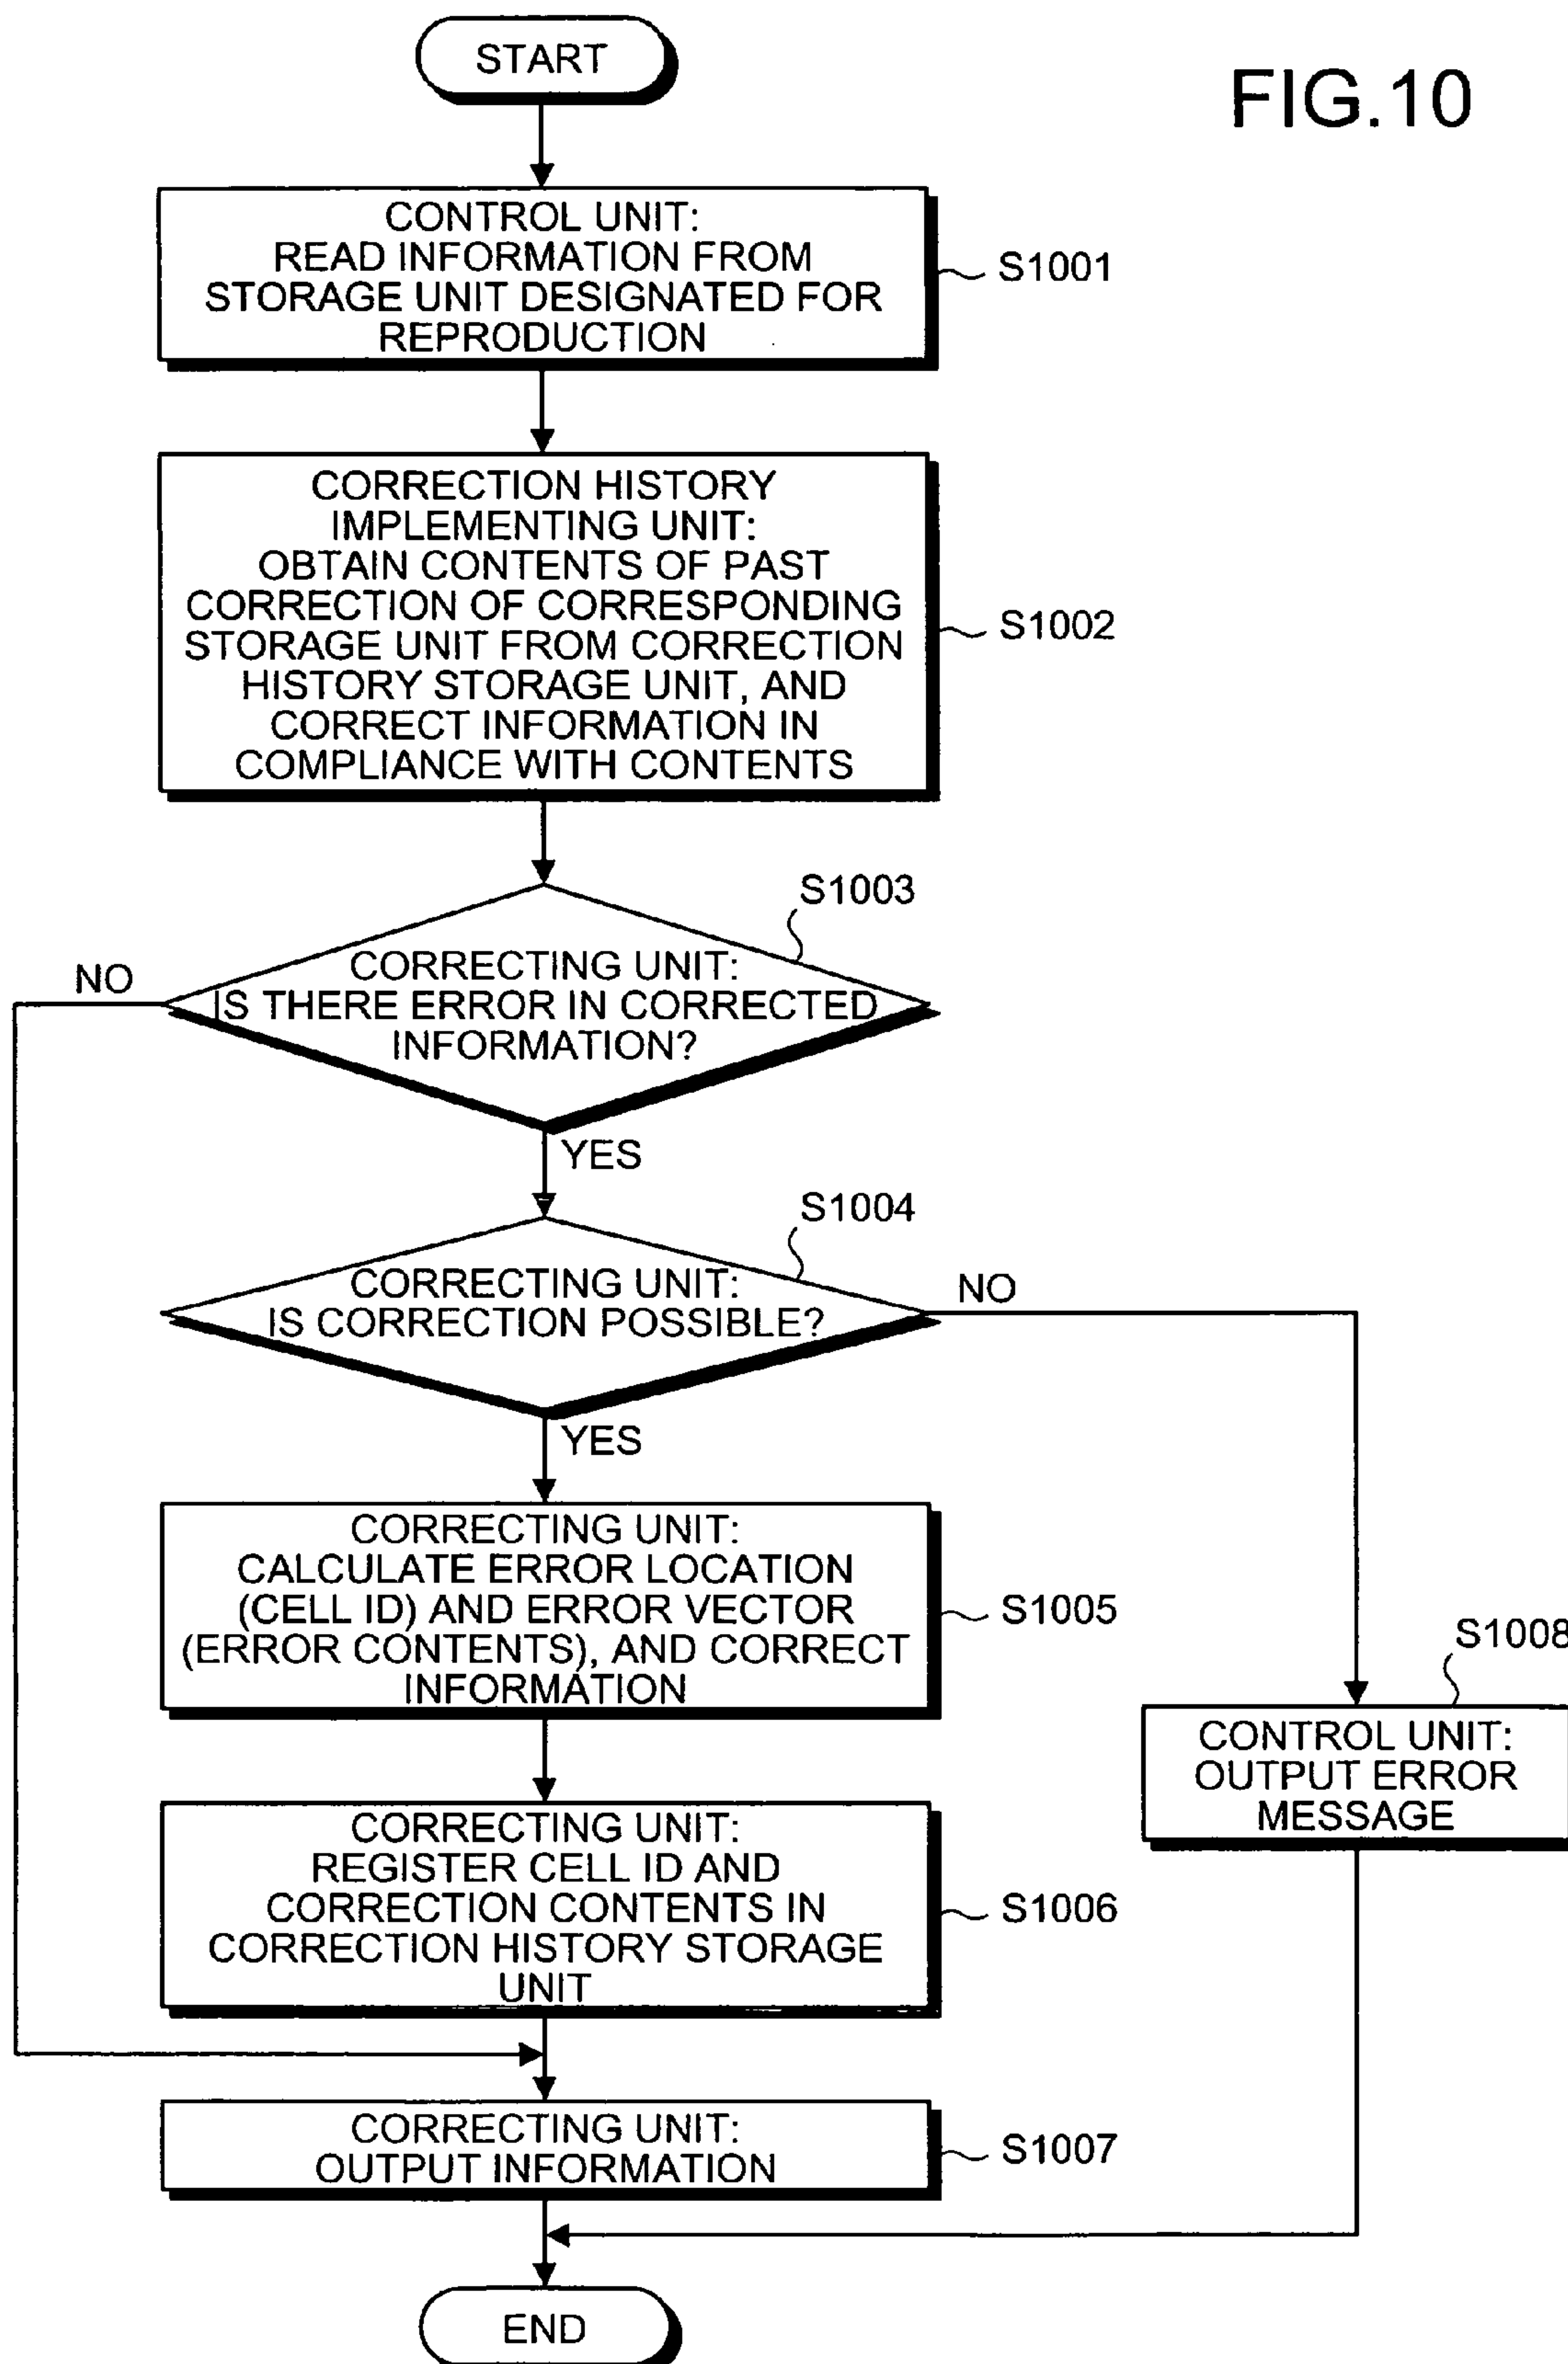 START
FIG.10
CONTROL UNIT:
READ INFORMATION FROM
STORAGE UNIT DESIGNATED FOR
REPRODUCTION
S1001
CORRECTION HISTORY
IMPLEMENTING UNIT:
OBTAIN CONTENTS OF PAST
CORRECTION OF CORRESPONDING
STORAGE UNIT FROM CORRECTION
HISTORY STORAGE UNIT, AND
CORRECT INFORMATION IN
COMPLIANCE WITH CONTENTS
S1002
S1003
NO
CORRECTING UNIT:
IS THERE ERROR IN CORRECTED
INFORMATION?
YES
S1004
CORRECTING UNIT:
IS CORRECTION POSSIBLE?
NO
YES
CORRECTING UNIT:
CALCULATE ERROR LOCATION
(CELL ID) AND ERROR VECTOR
(ERROR CONTENTS), AND CORRECT
INFORMATION
S1005
S1008
CONTROL UNIT:
OUTPUT ERROR
MESSAGE
CORRECTING UNIT:
REGISTER CELL ID AND
CORRECTION CONTENTS IN
CORRECTION HISTORY STORAGE
UNIT
S1006
CORRECTING UNIT:
OUTPUT INFORMATION
S1007
END